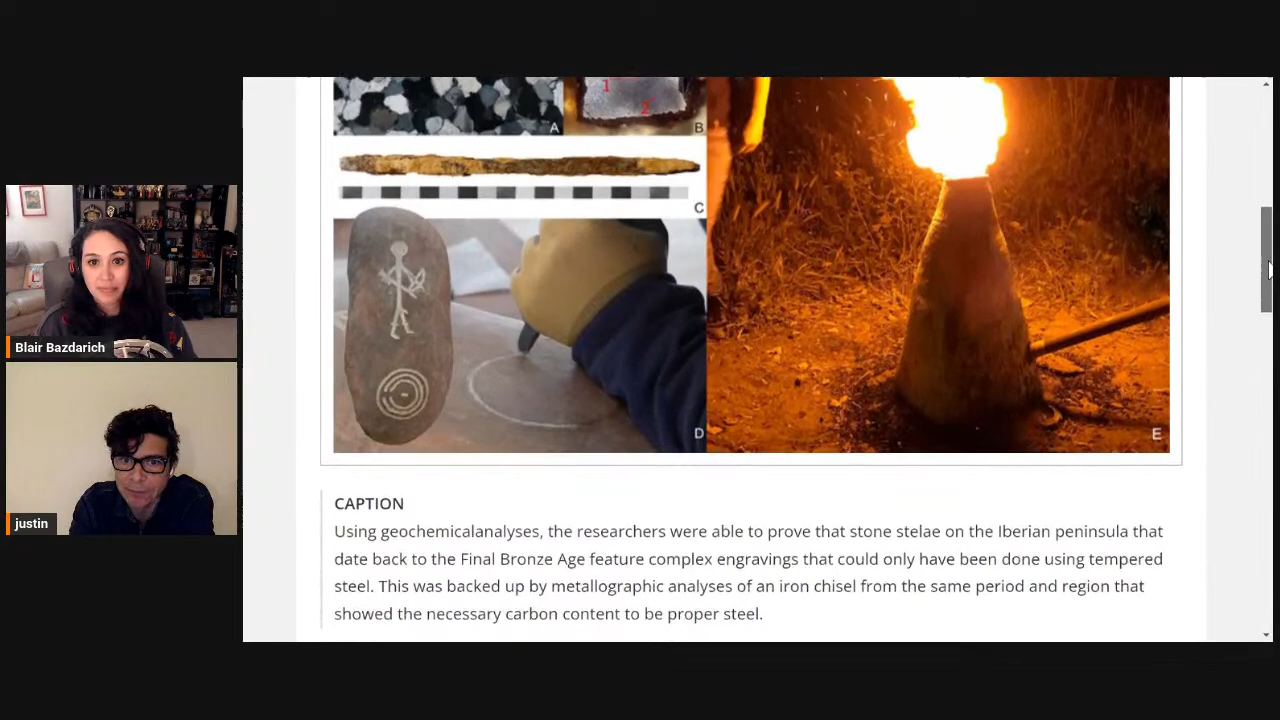 1
2
A
B
C
D
E
Blair Bazdarich
justin
CAPTION
Using geochemicalanalyses, the researchers were able to prove that stone stelae on the Iberian peninsula that
date back to the Final Bronze Age feature complex engravings that could only have been done using tempered
steel. This was backed up by metallographic analyses of an iron chisel from the same period and region that
showed the necessary carbon content to be proper steel.